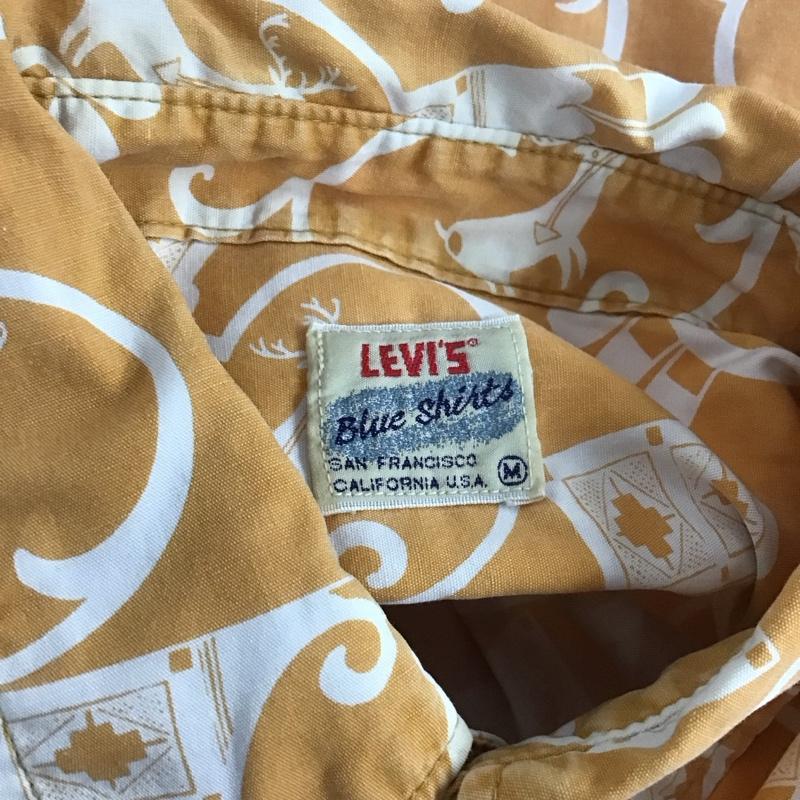 LEVI'S®
Blue Shirts
SAN FRANCISCO
CALIFORNIA U.S.A. M